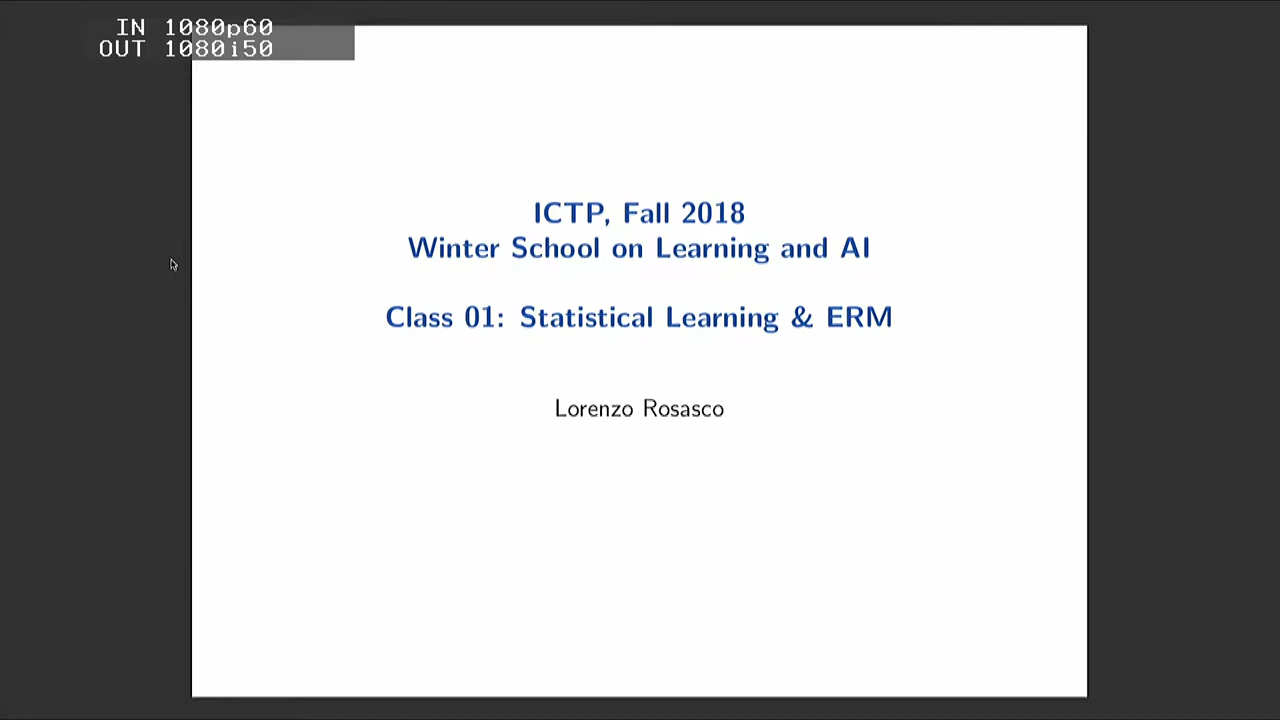 IN 1080p60
OUT 1080i50
ICTP, Fall 2018
Winter School on Learning and AI
Class 01: Statistical Learning & ERM
Lorenzo Rosasco